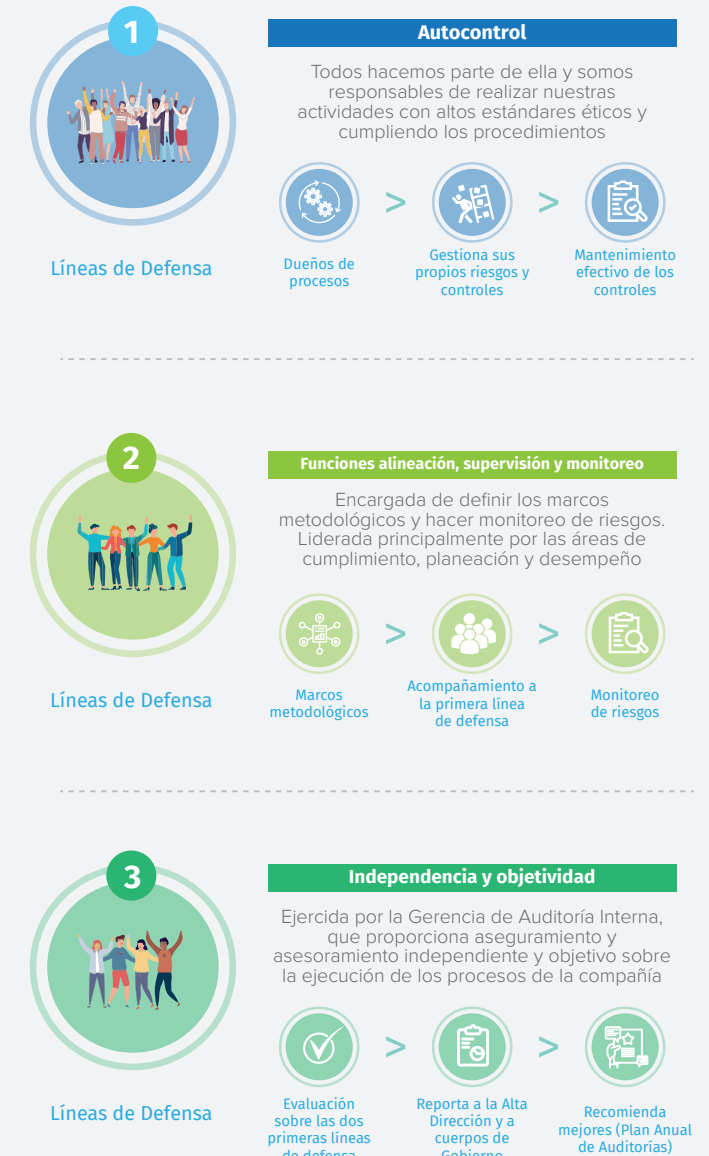 1
Autocontrol
Todos hacemos parte de ella y somos
responsables de realizar nuestras
actividades con altos estándares éticos y
cumpliendo los procedimientos
Líneas de Defensa
Dueños de
procesos
>
Gestiona sus
propios riesgos y
controles
>
Mantenimiento
efectivo de los
controles
2
Funciones alineación, supervisión y monitoreo
Encargada de definir los marcos
metodológicos y hacer monitoreo de riesgos.
Liderada principalmente por las áreas de
cumplimiento, planeación y desempeño
Líneas de Defensa
Marcos
metodológicos
>
Acompañamiento a
la primera línea
de defensa
>
Monitoreo
de riesgos
3
Independencia y objetividad
Ejercida por la Gerencia de Auditoría Interna,
que proporciona aseguramiento y
asesoramiento independiente y objetivo sobre
la ejecución de los procesos de la compañía
Líneas de Defensa
Evaluación
sobre las dos
primeras líneas
de defensa
>
Reporta a la Alta
Dirección y a
cuerpos de
Gobierno
>
Recomienda
mejores (Plan Anual
de Auditorías)